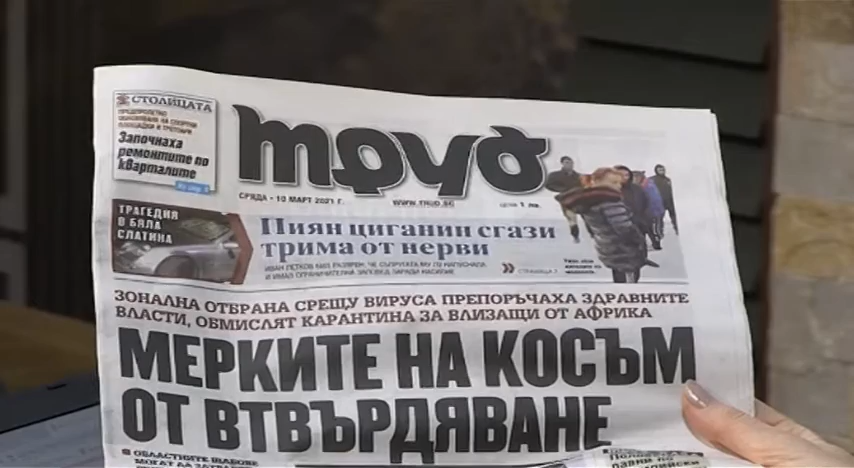 СТОЛИЦАТА
Започнаха
ремонтите по
кварталите
труд
СРЯДА • 10 МАРТ 2021 Г.
WWW.TRUD.BG
ЦЕНА 1 лв.
ТРАГЕДИЯ
В БЯЛА
СЛАТИНА
Пиян циганин сгази
трима от нерви
ЗОНАЛНА ОТБРАНА СРЕЩУ ВИРУСА ПРЕПОРЪЧАХА ЗДРАВНИТЕ
ВЛАСТИ, ОБМИСЛЯТ КАРАНТИНА ЗА ВЛИЗАЩИ ОТ АФРИКА
МЕРКИТЕ НА КОСЪМ
ОТ ВТВЪРДЯВАНЕ
ОБЛАСТНИТЕ ЩАБОВЕ